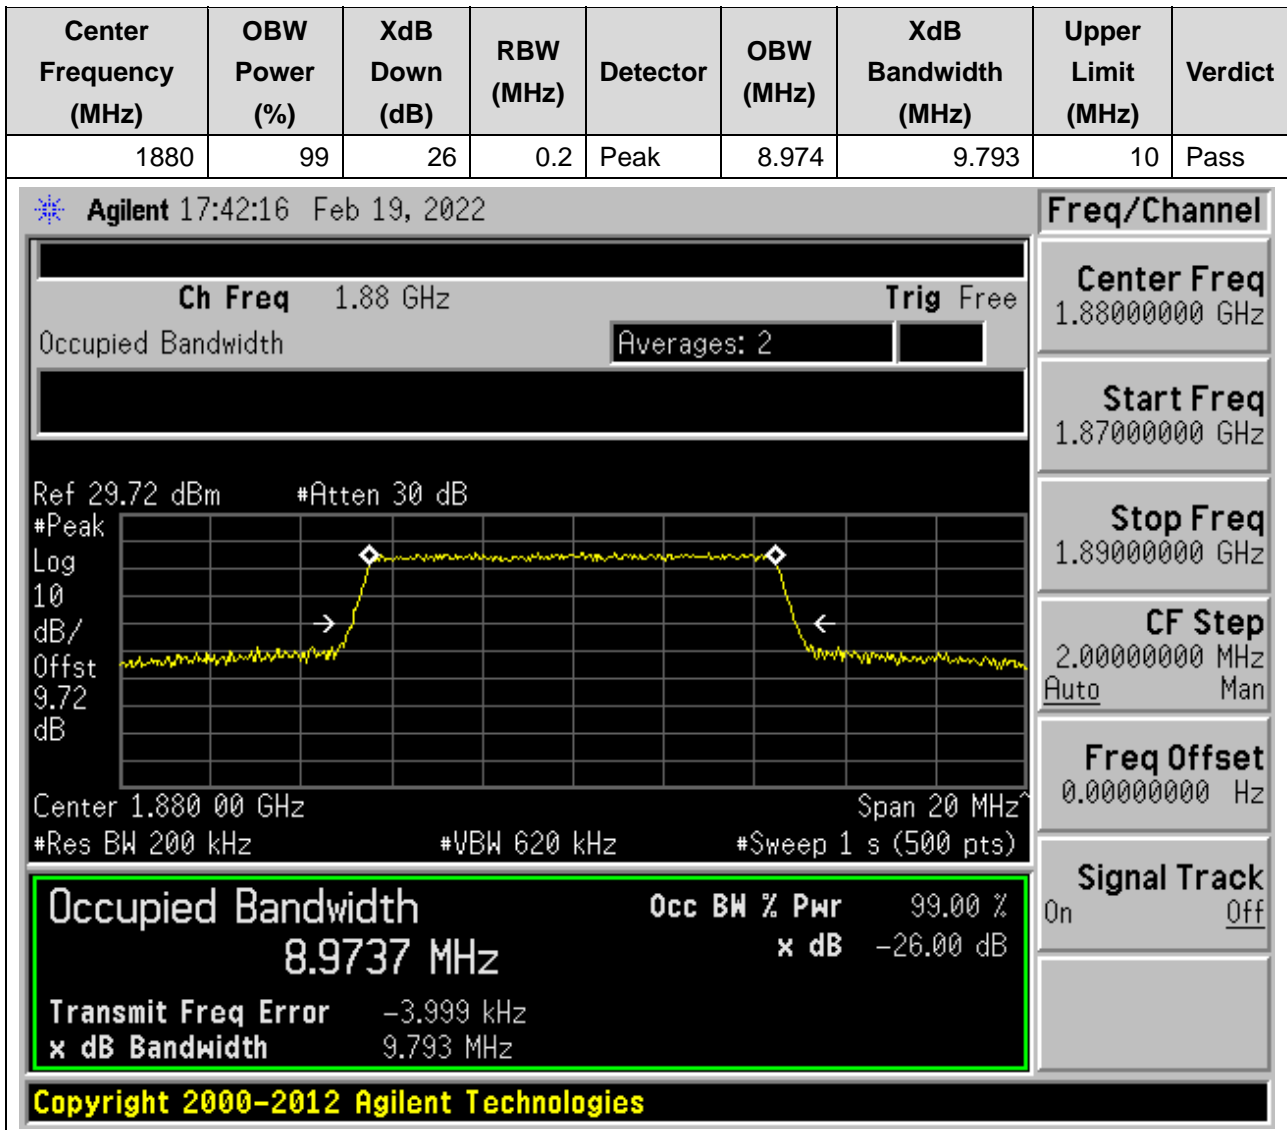 Center Frequency (MHz) OBW Power (%) XdB Down (dB) RBW (MHz) Detector OBW (MHz) XdB Bandwidth (MHz) Upper Limit (MHz) Verdict
1880 99 26 0.2 Peak 8.974 9.793 10 Pass
Agilent 17:42:16 Feb 19, 2022
Freq/Channel
Ch Freq 1.88 GHz Trig Free
Occupied Bandwidth Averages: 2
Ref 29.72 dBm #Atten 30 dB
#Peak
Log
10
dB/
Offst
9.72
dB
Center 1.880 00 GHz Span 20 MHz^
#Res BW 200 kHz #VBW 620 kHz #Sweep 1 s (500 pts)
Occupied Bandwidth Occ BW % Pwr 99.00 %
8.9737 MHz x dB -26.00 dB
Transmit Freq Error -3.999 kHz
x dB Bandwidth 9.793 MHz
Center Freq
1.88000000 GHz
Start Freq
1.87000000 GHz
Stop Freq
1.89000000 GHz
CF Step
2.00000000 MHz
Auto Man
Freq Offset
0.00000000 Hz
Signal Track
On Off
Copyright 2000-2012 Agilent Technologies